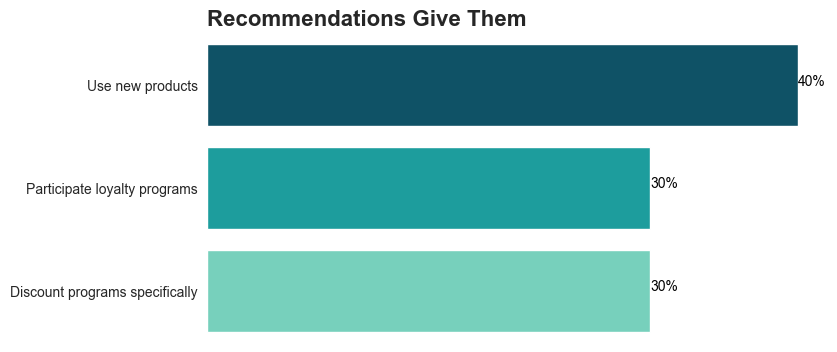 Recommendations Give Them
Use new products
40%
Participate loyalty programs
30%
Discount programs specifically
30%